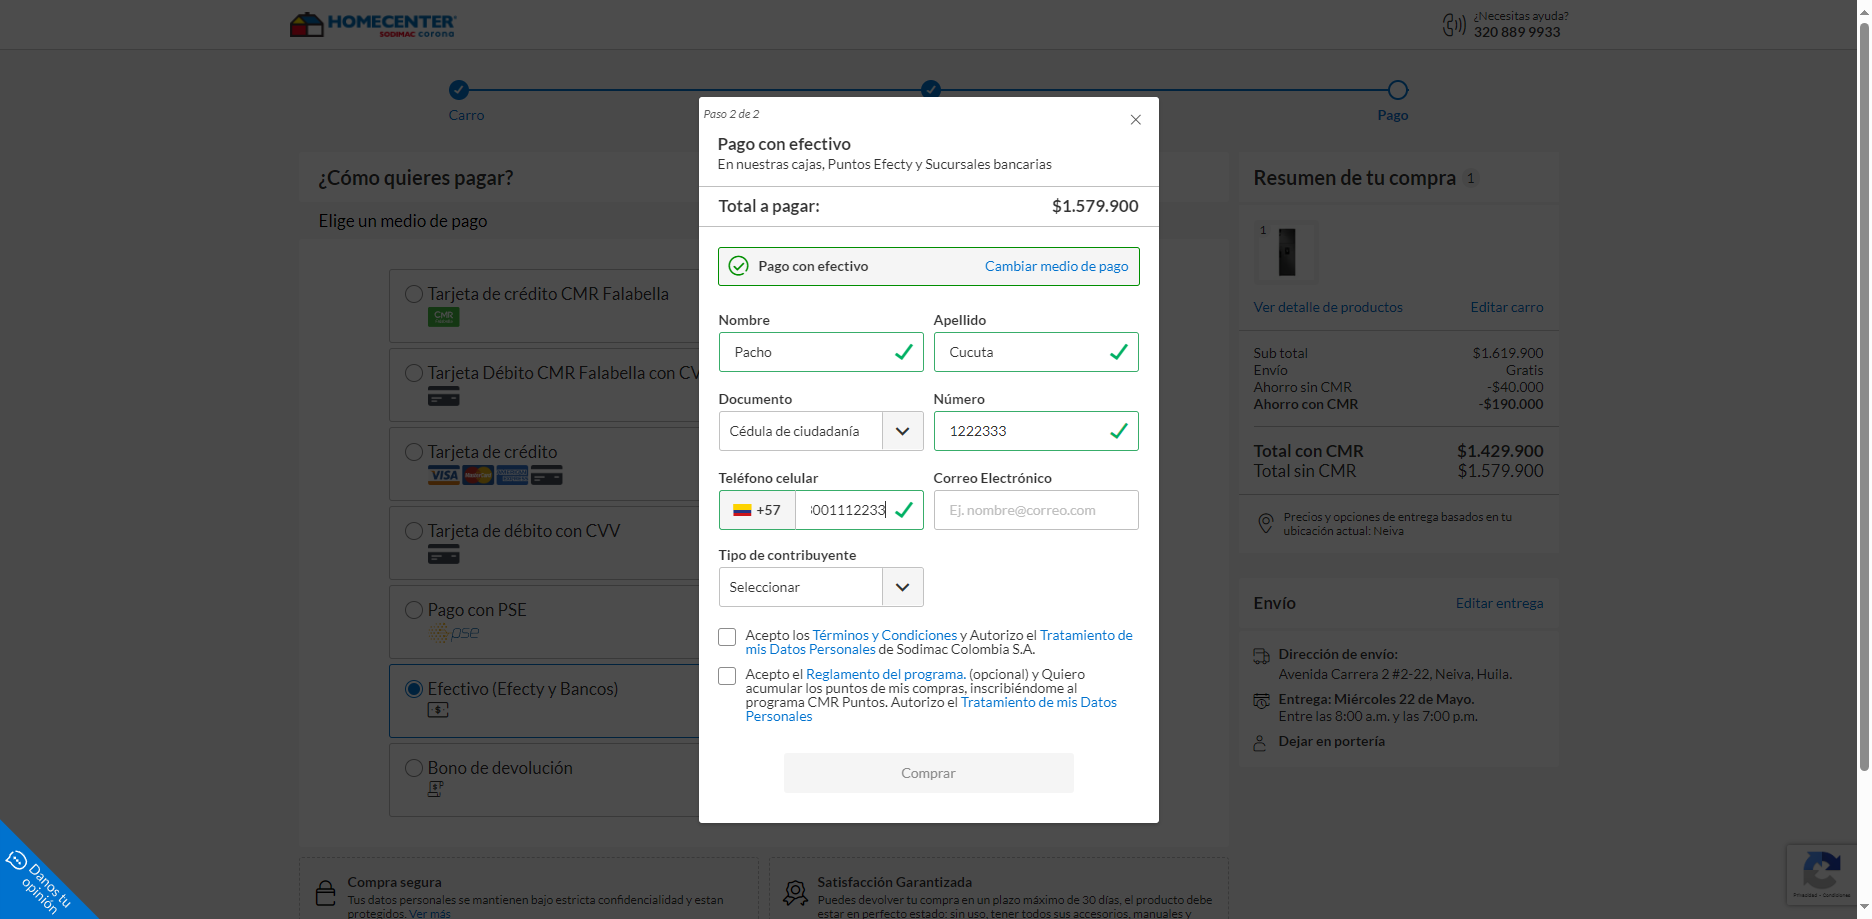 HOMECENTER
SODIMAC corona
¿Necesitas ayuda?
320 889 9933
Carro
Pago
¿Cómo quieres pagar?
Elige un medio de pago
Tarjeta de crédito CMR Falabella
CMR
Tarjeta Débito CMR Falabella con CV
Tarjeta de crédito
VISA
Tarjeta de débito con CVV
Pago con PSE
pse
Efectivo (Efecty y Bancos)
Bono de devolución
Paso 2 de 2
Pago con efectivo
En nuestras cajas, Puntos Efecty y Sucursales bancarias
Total a pagar: $1.579.900
Pago con efectivo Cambiar medio de pago
Nombre Apellido
Pacho Cucuta
Documento Número
Cédula de ciudadanía 1222333
Teléfono celular Correo Electrónico
+57 3001112233 Ej. nombre@correo.com
Tipo de contribuyente
Seleccionar
Acepto los Términos y Condiciones y Autorizo el Tratamiento de
mis Datos Personales de Sodimac Colombia S.A.
Acepto el Reglamento del programa. (opcional) y Quiero
acumular los puntos de mis compras, inscribiéndome al
programa CMR Puntos. Autorizo el Tratamiento de mis Datos
Personales
Comprar
Resumen de tu compra 1
1
Ver detalle de productos Editar carro
Sub total $1.619.900
Envío Gratis
Ahorro sin CMR -$40.000
Ahorro con CMR -$190.000
Total con CMR $1.429.900
Total sin CMR $1.579.900
Precios y opciones de entrega basados en tu
ubicación actual: Neiva
Envío Editar entrega
Dirección de envío:
Avenida Carrera 2 #2-22, Neiva, Huila.
Entrega: Miércoles 22 de Mayo.
Entre las 8:00 a.m. y las 7:00 p.m.
Dejar en portería
Danos tu
opinión
Compra segura
Tus datos personales se mantienen bajo estricta confidencialidad y estan
protegidos. Ver más
Satisfacción Garantizada
Puedes devolver tu compra en un plazo máximo de 30 días, el producto debe
estar en perfecto estado: sin uso, tener todos sus accesorios, manuales y
Privacidad - Condiciones